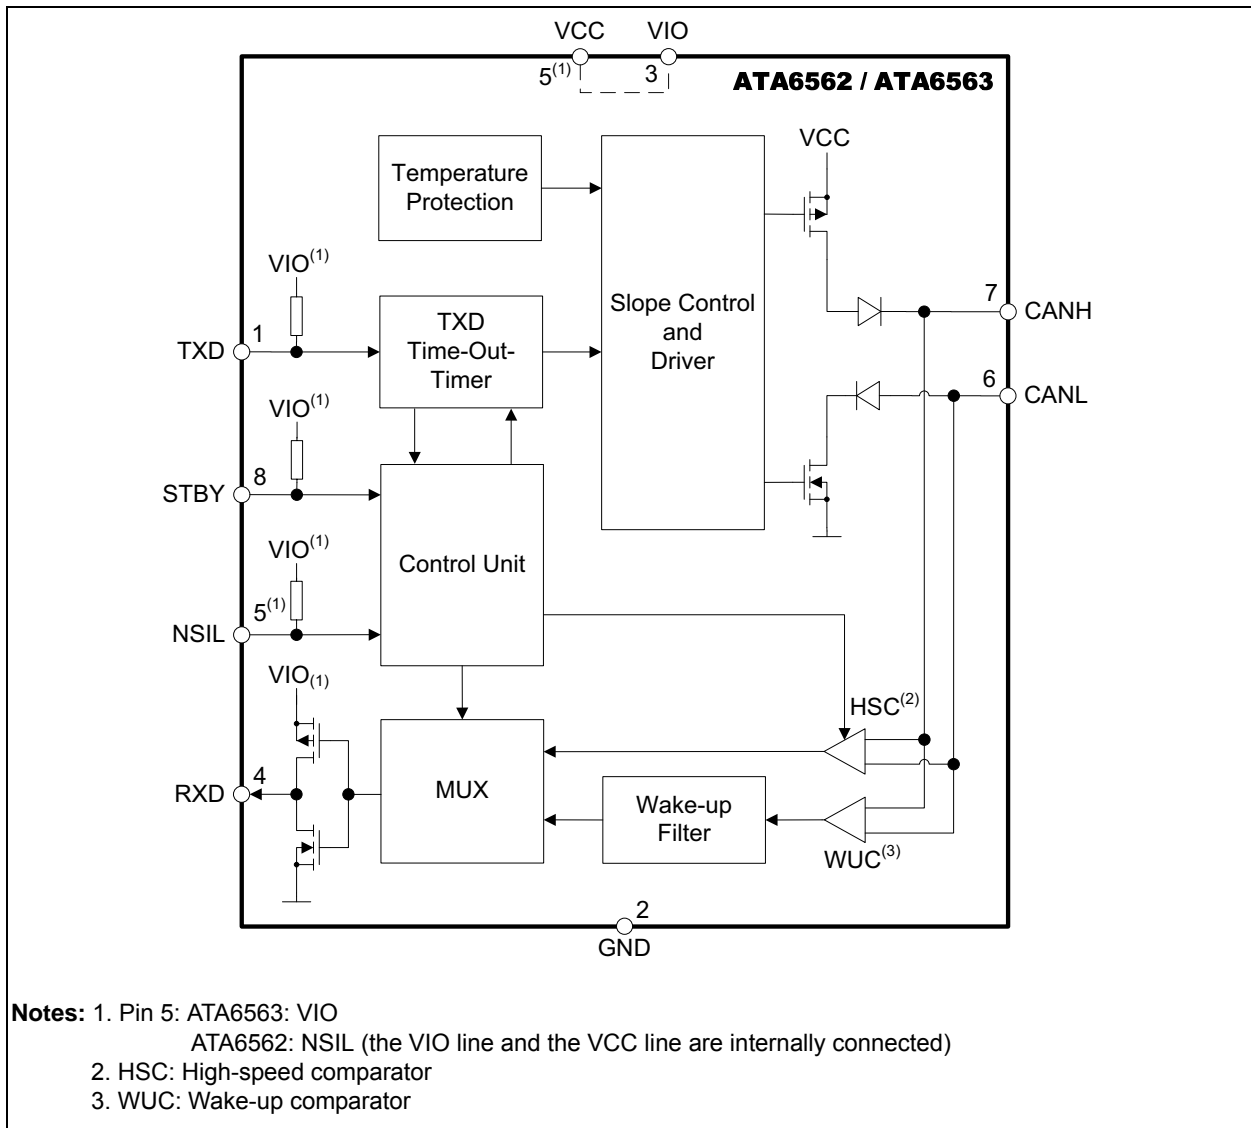 VCC VIO
5(1) 3
ATA6562 / ATA6563
VCC
Temperature
Protection
VIO(1)
TXD
Time-Out-
Timer
Slope Control
and
Driver
7
CANH
1
TXD
6
CANL
VIO(1)
8
STBY
VIO(1)
Control Unit
5(1)
NSIL
VIO(1)
HSC(2)
4
RXD
MUX
Wake-up
Filter
WUC(3)
2
GND
Notes: 1. Pin 5: ATA6563: VIO
ATA6562: NSIL (the VIO line and the VCC line are internally connected)
2. HSC: High-speed comparator
3. WUC: Wake-up comparator